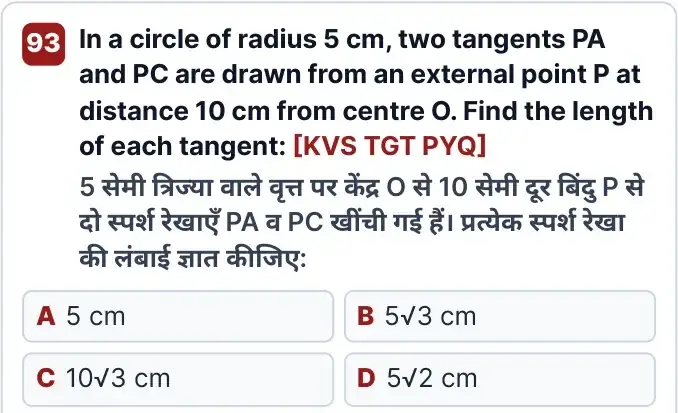 93 In a circle of radius 5 cm, two tangents PA
and PC are drawn from an external point P at
distance 10 cm from centre O. Find the length
of each tangent: [KVS TGT PYQ]
5 सेमी त्रिज्या वाले वृत्त पर केंद्र O से 10 सेमी दूर बिंदु P से
दो स्पर्श रेखाएँ PA व PC खींची गई हैं। प्रत्येक स्पर्श रेखा
की लंबाई ज्ञात कीजिए:
A 5 cm
B 5√3 cm
C 10√3 cm
D 5√2 cm